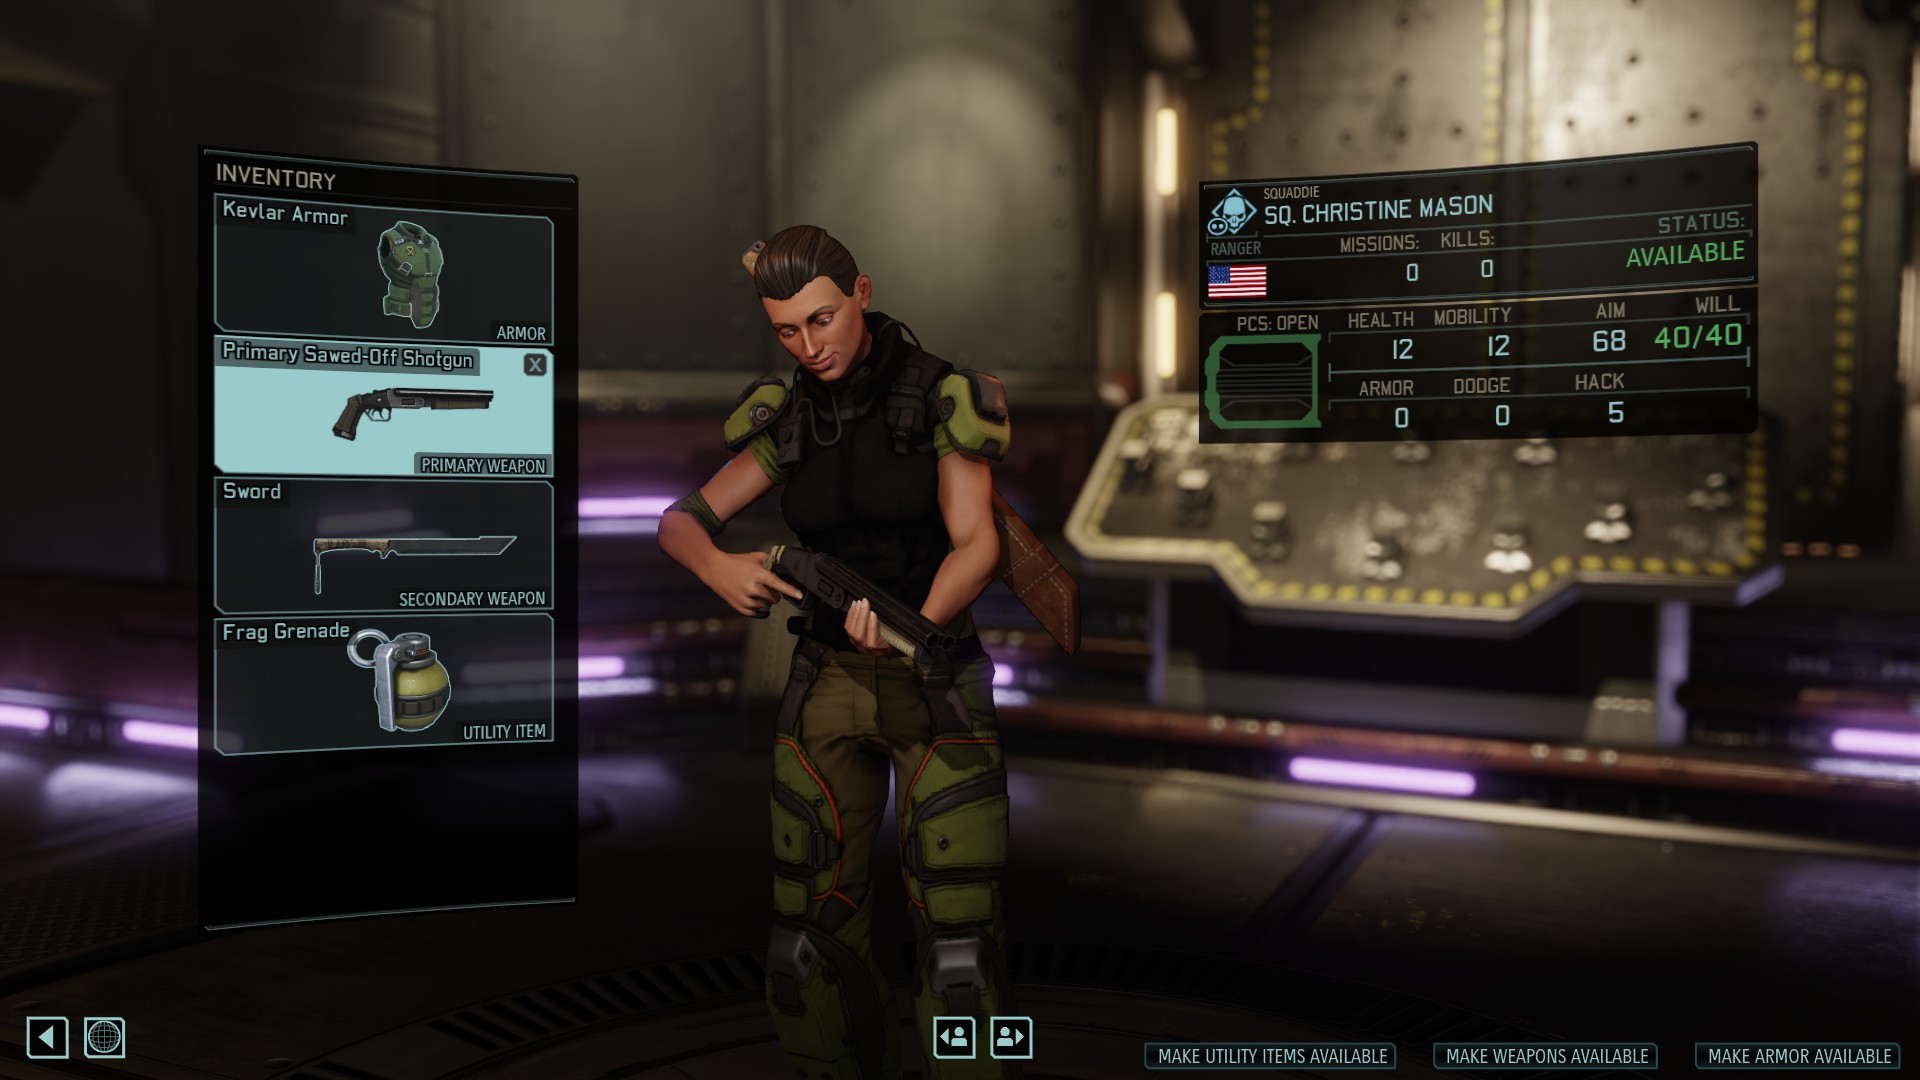 INVENTORY
Kevlar Armor
ARMOR
Primary Sawed-Off Shotgun
X
PRIMARY WEAPON
Sword
SECONDARY WEAPON
Frag Grenade
UTILITY ITEM
SQUADDIE
SQ. CHRISTINE MASON
RANGER
MISSIONS: KILLS:
0 0
STATUS:
AVAILABLE
PCS: OPEN
HEALTH MOBILITY AIM WILL
12 12 68 40/40
ARMOR DODGE HACK
0 0 5
MAKE UTILITY ITEMS AVAILABLE
MAKE WEAPONS AVAILABLE
MAKE ARMOR AVAILABLE